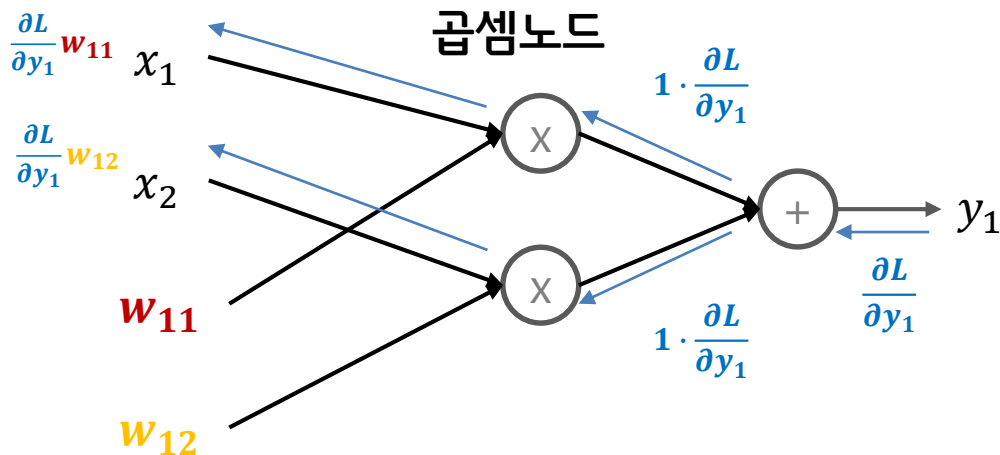 곱셈노드
∂L/∂y₁ w₁₁
x₁
1 · ∂L/∂y₁
x
∂L/∂y₁ w₁₂
x₂
+
y₁
x
w₁₁
1 · ∂L/∂y₁
∂L/∂y₁
w₁₂